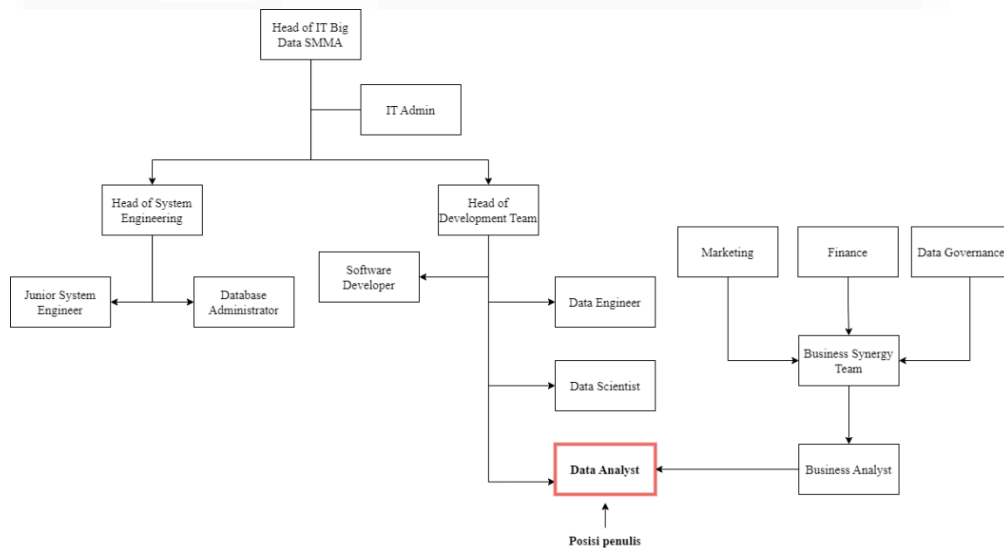 Head of IT Big
Data SMMA
IT Admin
Head of System
Engineering
Head of
Development Team
Marketing
Finance
Data Governance
Software
Developer
Junior System
Engineer
Database
Administrator
Data Engineer
Business Synergy
Team
Data Scientist
Data Analyst
Business Analyst
Posisi penulis